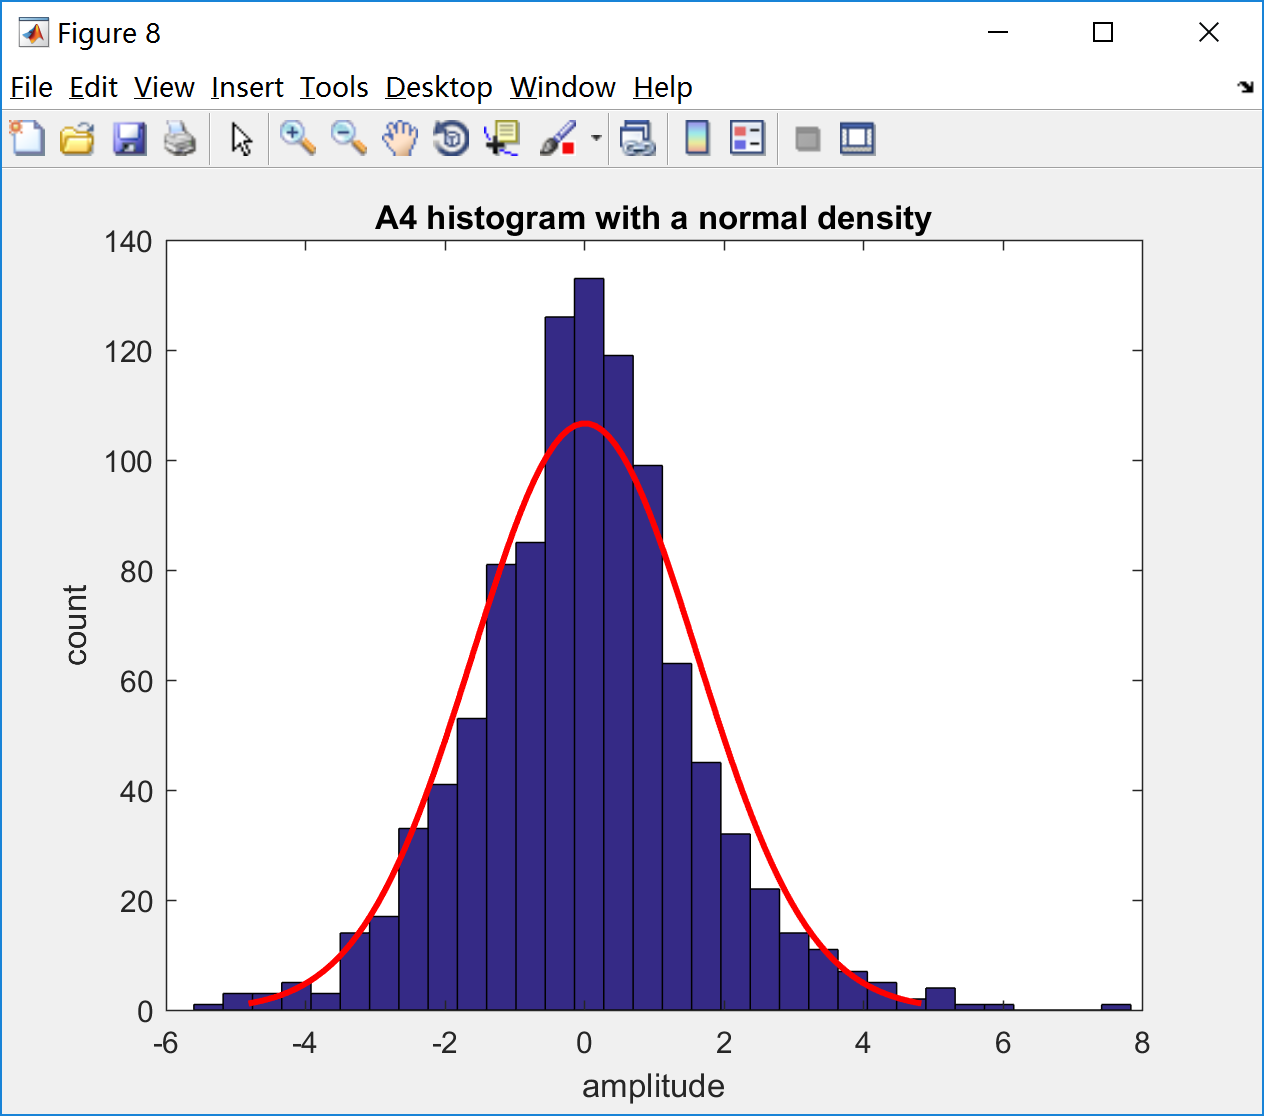 Figure 8
File Edit View Insert Tools Desktop Window Help
A4 histogram with a normal density
140
120
100
80
60
40
20
0
count
-6 -4 -2 0 2 4 6 8
amplitude